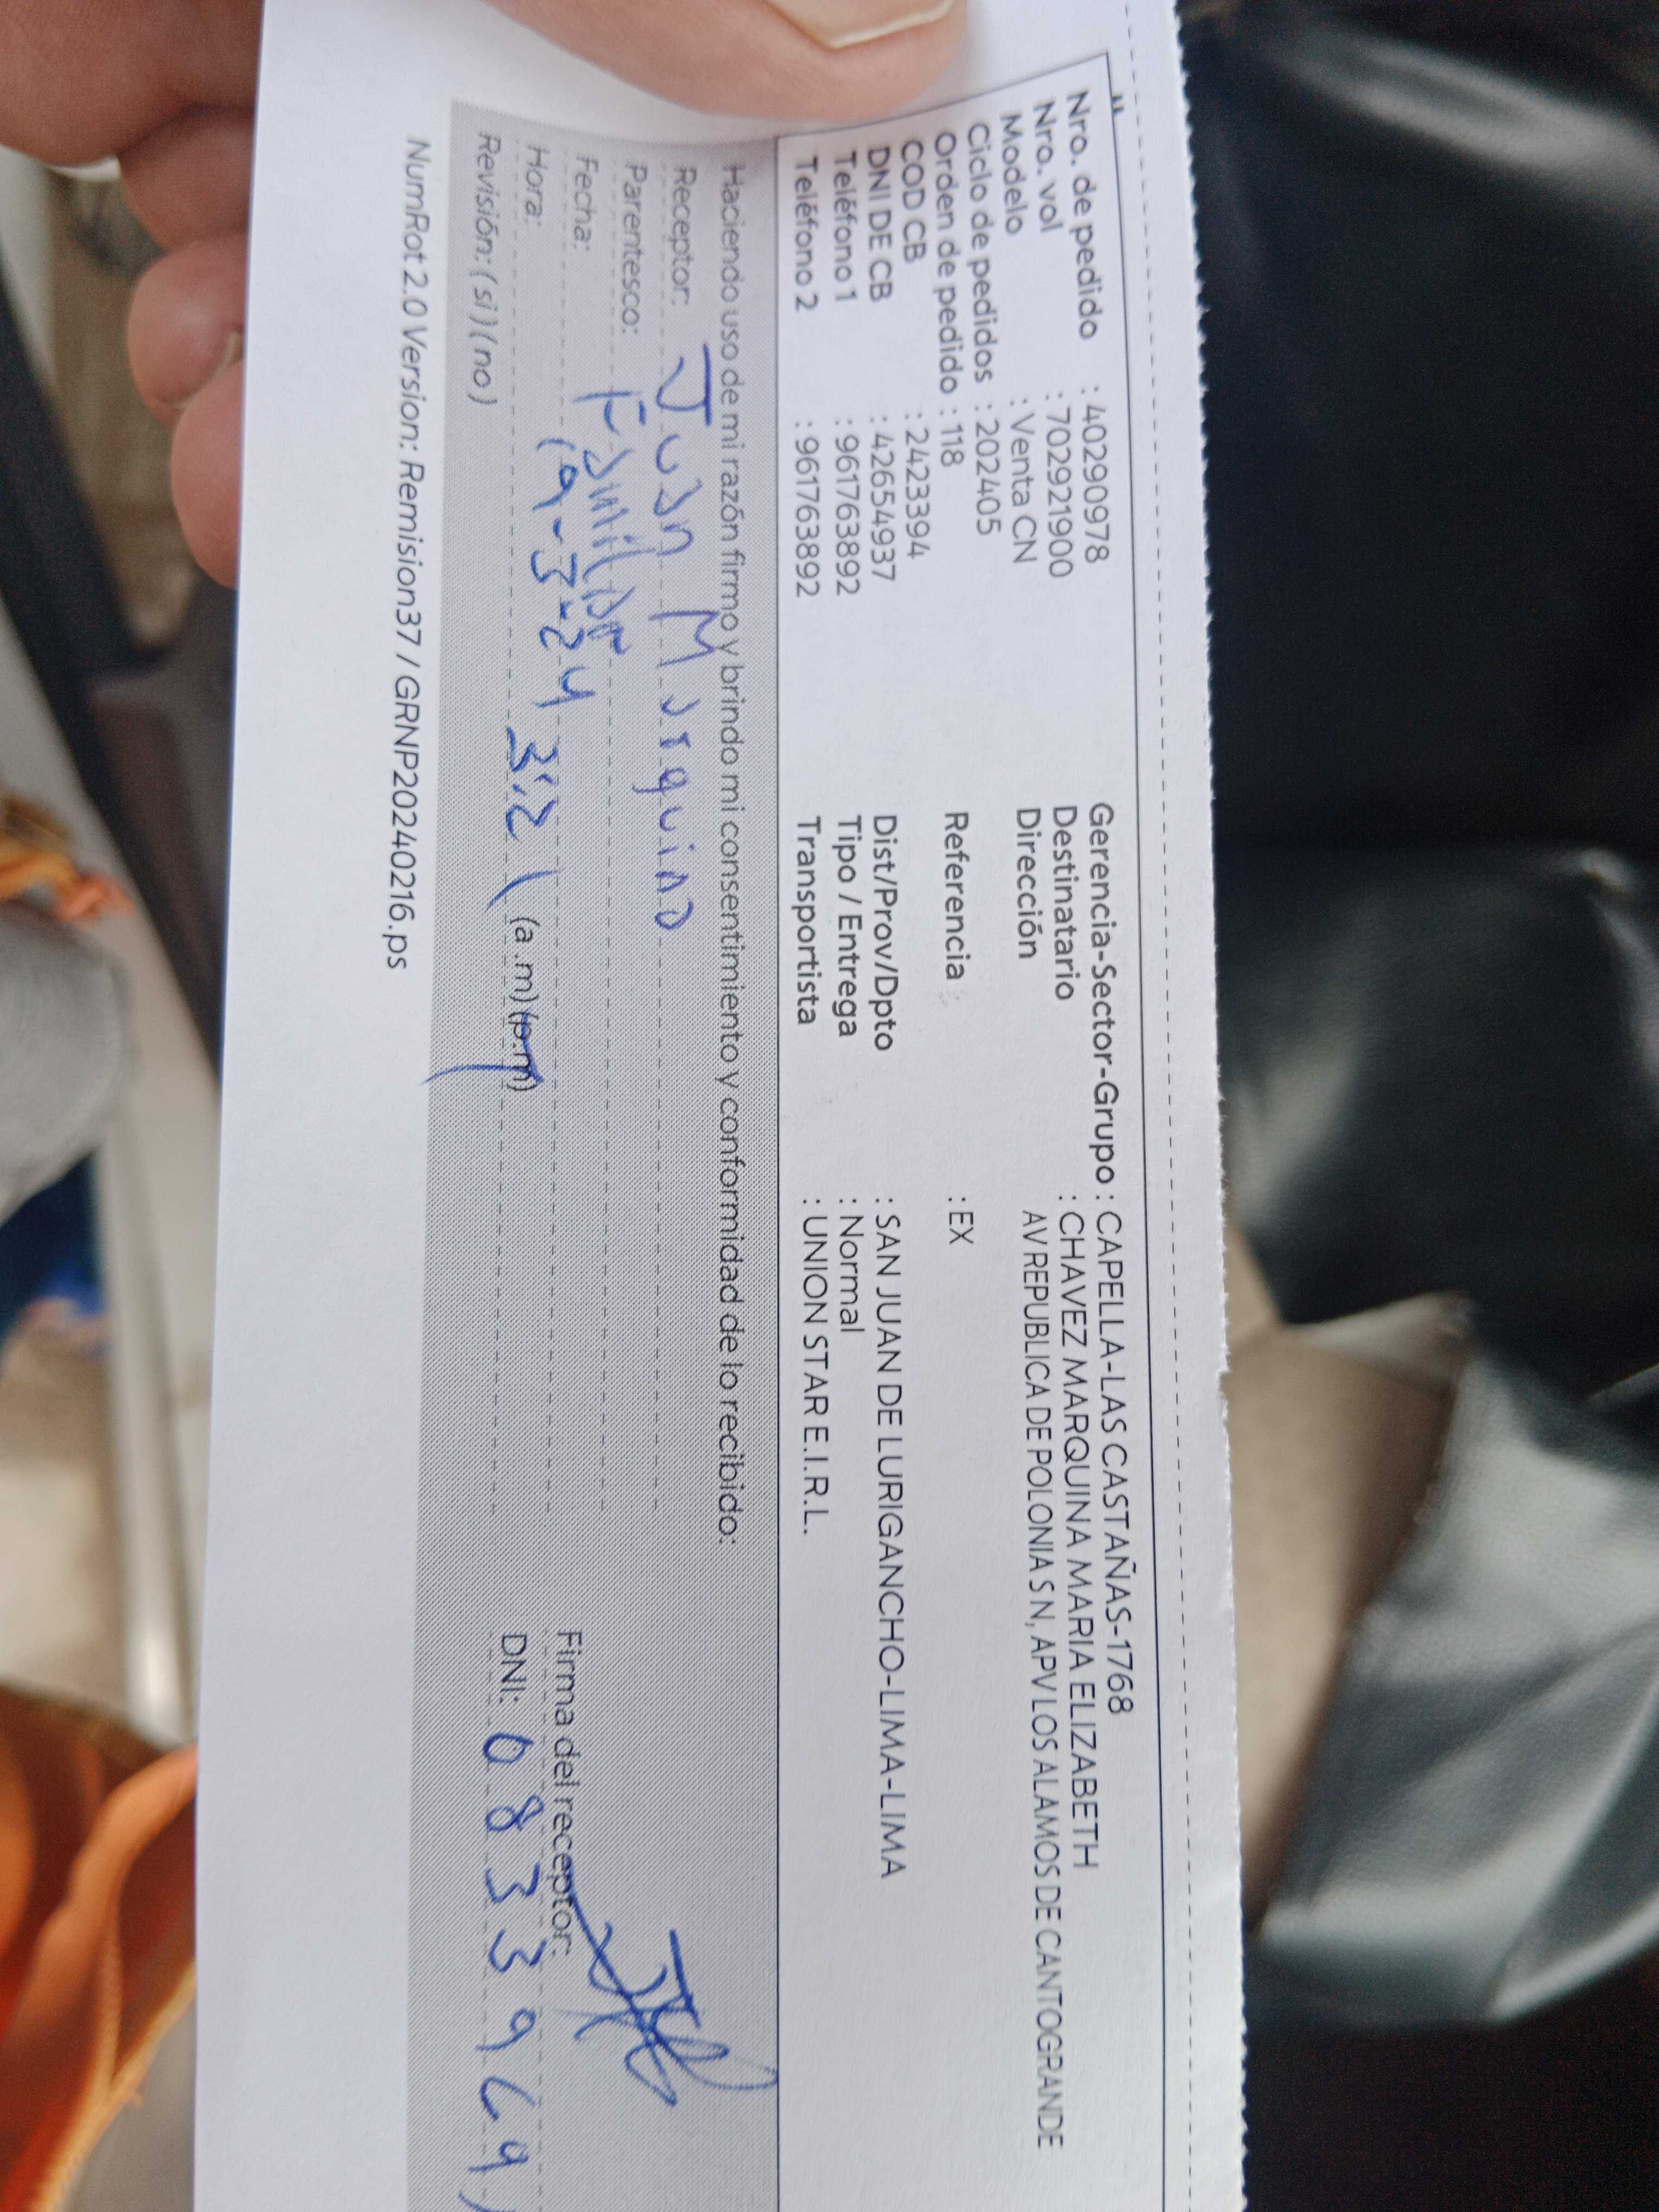 Nro. de pedido : 40290978 Gerencia-Sector-Grupo : CAPELLA-LAS CASTAÑAS-1768
Nro. vol : 702921900 Destinatario : CHAVEZ MARQUINA MARIA ELIZABETH
Modelo : Venta CN Dirección AV REPUBLICA DE POLONIA S N, APV LOS ALAMOS DE CANTOGRANDE
Ciclo de pedidos : 202405
Orden de pedido : 118 Referencia : EX
COD CB : 2423394
DNI DE CB : 42654937 Dist/Prov/Dpto : SAN JUAN DE LURIGANCHO-LIMA-LIMA
Teléfono 1 : 961763892 Tipo / Entrega : Normal
Teléfono 2 : 961763892 Transportista : UNION STAR E.I.R.L.
Haciendo uso de mi razón firmo y brindo mi consentimiento y conformidad de lo recibido:
Receptor: Juan Marquina
Parentesco: Familiar
Fecha: 19-3-24 Firma del receptor:
Hora: 3:21 (a.m) (p.m) DNI:
Revisión: ( si ) ( no )
NumRot 2.0 Version: Remision37 / GRNP20240216.ps